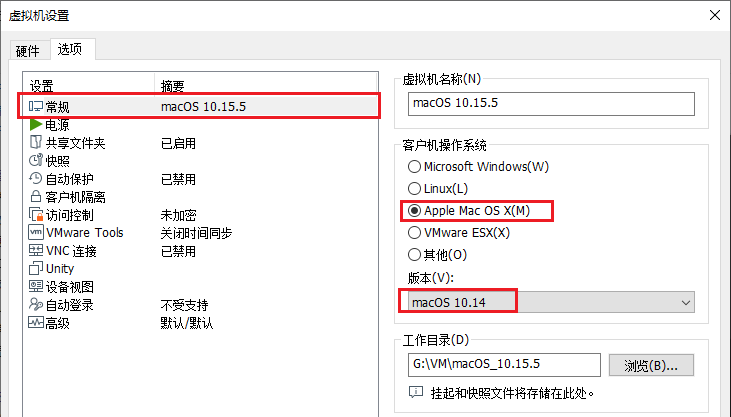 虚拟机设置
硬件 选项
设置 摘要
常规 macOS 10.15.5
电源
共享文件夹 已启用
快照
自动保护 已禁用
客户机隔离
访问控制 未加密
VMware Tools 关闭时间同步
VNC 连接 已禁用
Unity
设备视图
自动登录 不受支持
高级 默认/默认
虚拟机名称(N)
macOS 10.15.5
客户机操作系统
Microsoft Windows(W)
Linux(L)
Apple Mac OS X(M)
VMware ESX(X)
其他(O)
版本(V):
macOS 10.14
工作目录(D)
G:\VM\macOS_10.15.5 浏览(B)...
挂起和快照文件将存储在此处。